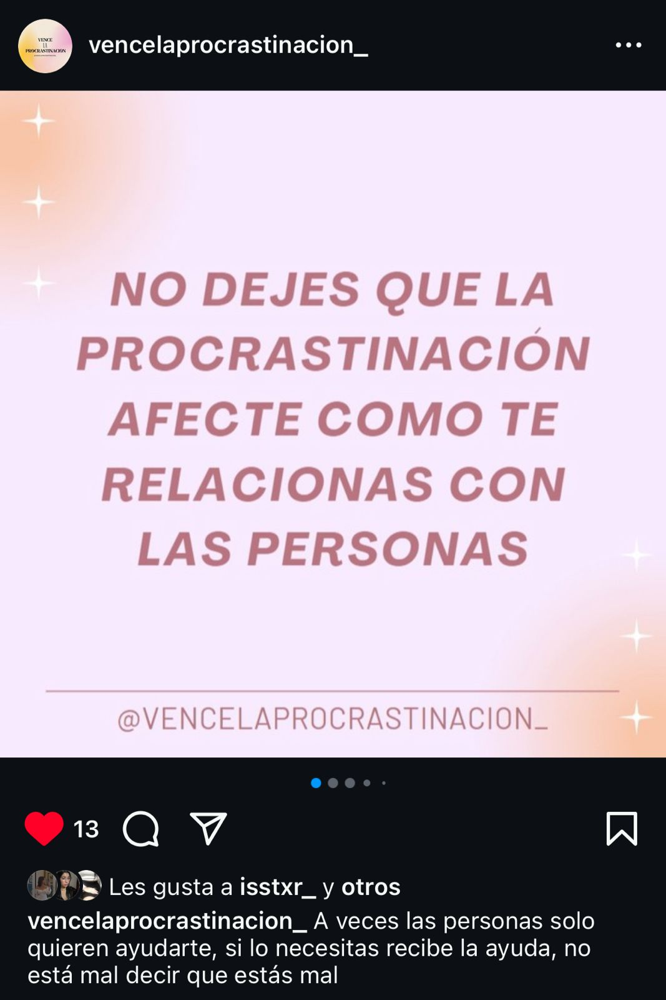 VENCE
LA
PROCRASTINACION
vencelaprocrastinacion_
NO DEJES QUE LA
PROCRASTINACIÓN
AFECTE COMO TE
RELACIONAS CON
LAS PERSONAS
@VENCELAPROCRASTINACION_
13
Les gusta a isstxr_ y otros
vencelaprocrastinacion_ A veces las personas solo
quieren ayudarte, si lo necesitas recibe la ayuda, no
está mal decir que estás mal